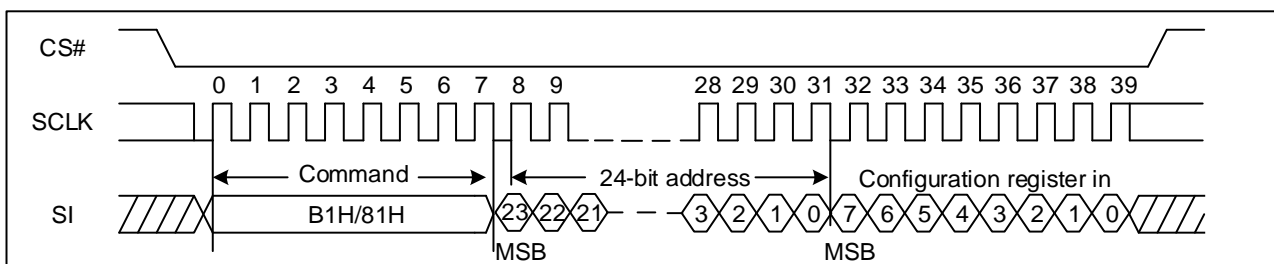 CS#
0 1 2 3 4 5 6 7 8 9 28 29 30 31 32 33 34 35 36 37 38 39
SCLK
Command 24-bit address Configuration register in
SI B1H/81H 23 22 21 3 2 1 0 7 6 5 4 3 2 1 0
MSB MSB